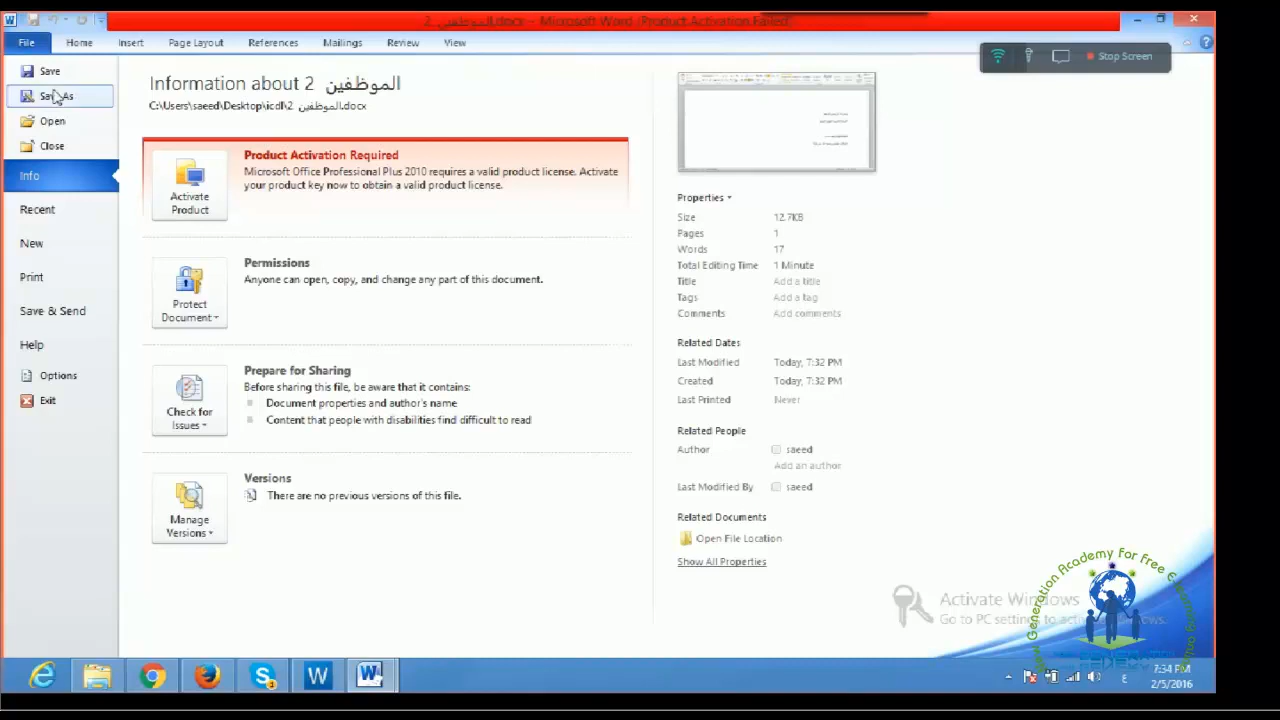 2 الموظفين.docx - Microsoft Word (Product Activation Failed)
File Home Insert Page Layout References Mailings Review View
Stop Screen
Save
Save As
Open
Close
Info
Recent
New
Print
Save & Send
Help
Options
Exit
Information about 2 الموظفين
C:\Users\saeed\Desktop\icdl\2 الموظفين.docx
Activate
Product
Product Activation Required
Microsoft Office Professional Plus 2010 requires a valid product license. Activate
your product key now to obtain a valid product license.
Protect
Document
Permissions
Anyone can open, copy, and change any part of this document.
Check for
Issues
Prepare for Sharing
Before sharing this file, be aware that it contains:
Document properties and author's name
Content that people with disabilities find difficult to read
Manage
Versions
Versions
There are no previous versions of this file.
Properties
Size 12.7KB
Pages 1
Words 17
Total Editing Time 1 Minute
Title Add a title
Tags Add a tag
Comments Add comments
Related Dates
Last Modified Today, 7:32 PM
Created Today, 7:32 PM
Last Printed Never
Related People
Author saeed
Add an author
Last Modified By saeed
Related Documents
Open File Location
Show All Properties
Activate Windows
Go to PC settings to activate Windows.
New Generation Academy For Free
7:34 PM
2/5/2016